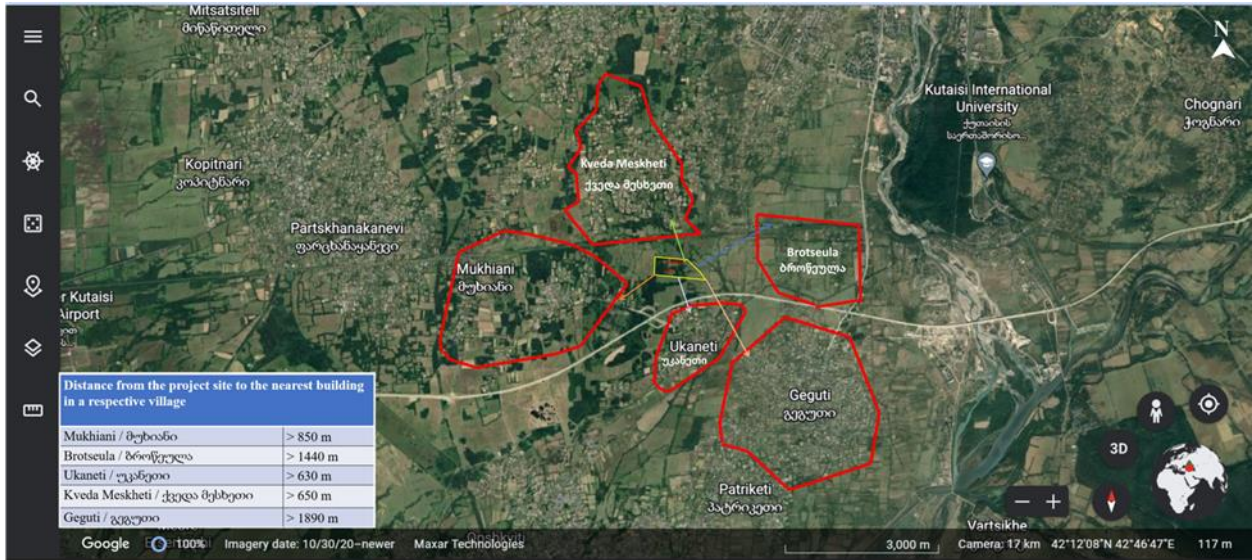 Mitsatsiteli
მიწაწითელი
N
Kutaisi International
University
ქუთაისის
საერთაშორისო...
Chognari
ჭოგნარი
Kveda Meskheti
ქვედა მესხეთი
Kopitnari
კოპიტნარი
Partskhanakanevi
ფარცხანაყანევი
Brotseula
ბროწეულა
Mukhiani
მუხიანი
er Kutaisi
Airport
Ukaneti
უკანეთი
Geguti
გეგუთი
Patriketi
პატრიკეთი
Distance from the project site to the nearest building
in a respective village
Mukhiani / მუხიანი > 850 m
Brotseula / ბროწეულა > 1440 m
Ukaneti / უკანეთი > 630 m
Kveda Meskheti / ქვედა მესხეთი > 650 m
Geguti / გეგუთი > 1890 m
3D
Vartsikhe
Google 100% Imagery date: 10/30/20–newer Maxar Technologies 3,000 m Camera: 17 km 42°12'08"N 42°46'47"E 117 m